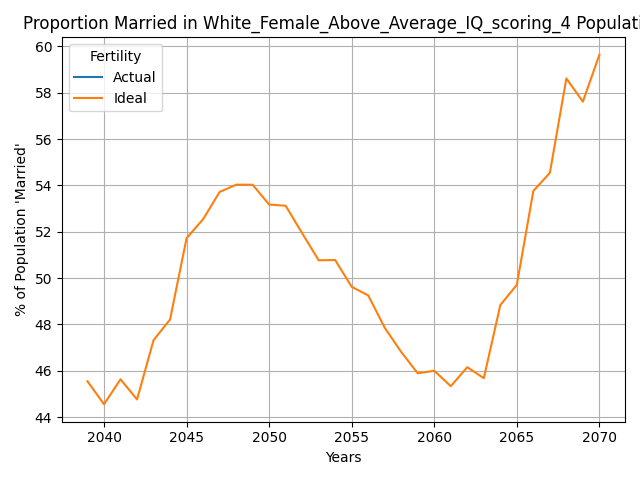 Proportion Married in White_Female_Above_Average_IQ_scoring_4 Populati
Fertility
Actual
Ideal
60
58
56
54
52
50
48
46
44
% of Population 'Married'
2040 2045 2050 2055 2060 2065 2070
Years